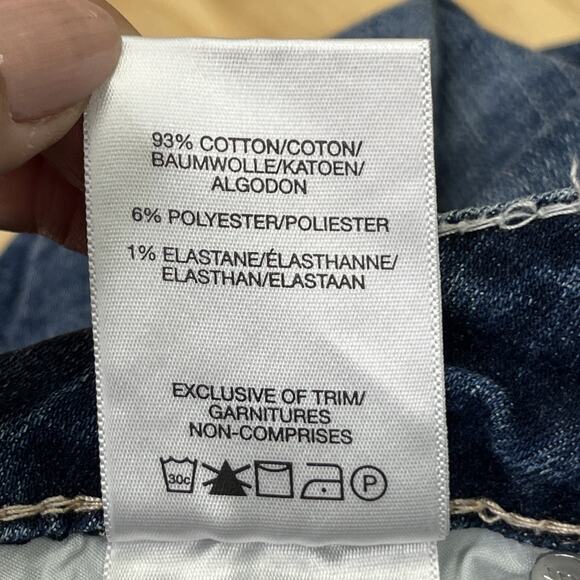 93% COTTON/COTON/
BAUMWOLLE/KATOEN/
ALGODON
6% POLYESTER/POLIESTER
1% ELASTANE/ÉLASTHANNE/
ELASTHAN/ELASTAAN
EXCLUSIVE OF TRIM/
GARNITURES
NON-COMPRISES
30c P